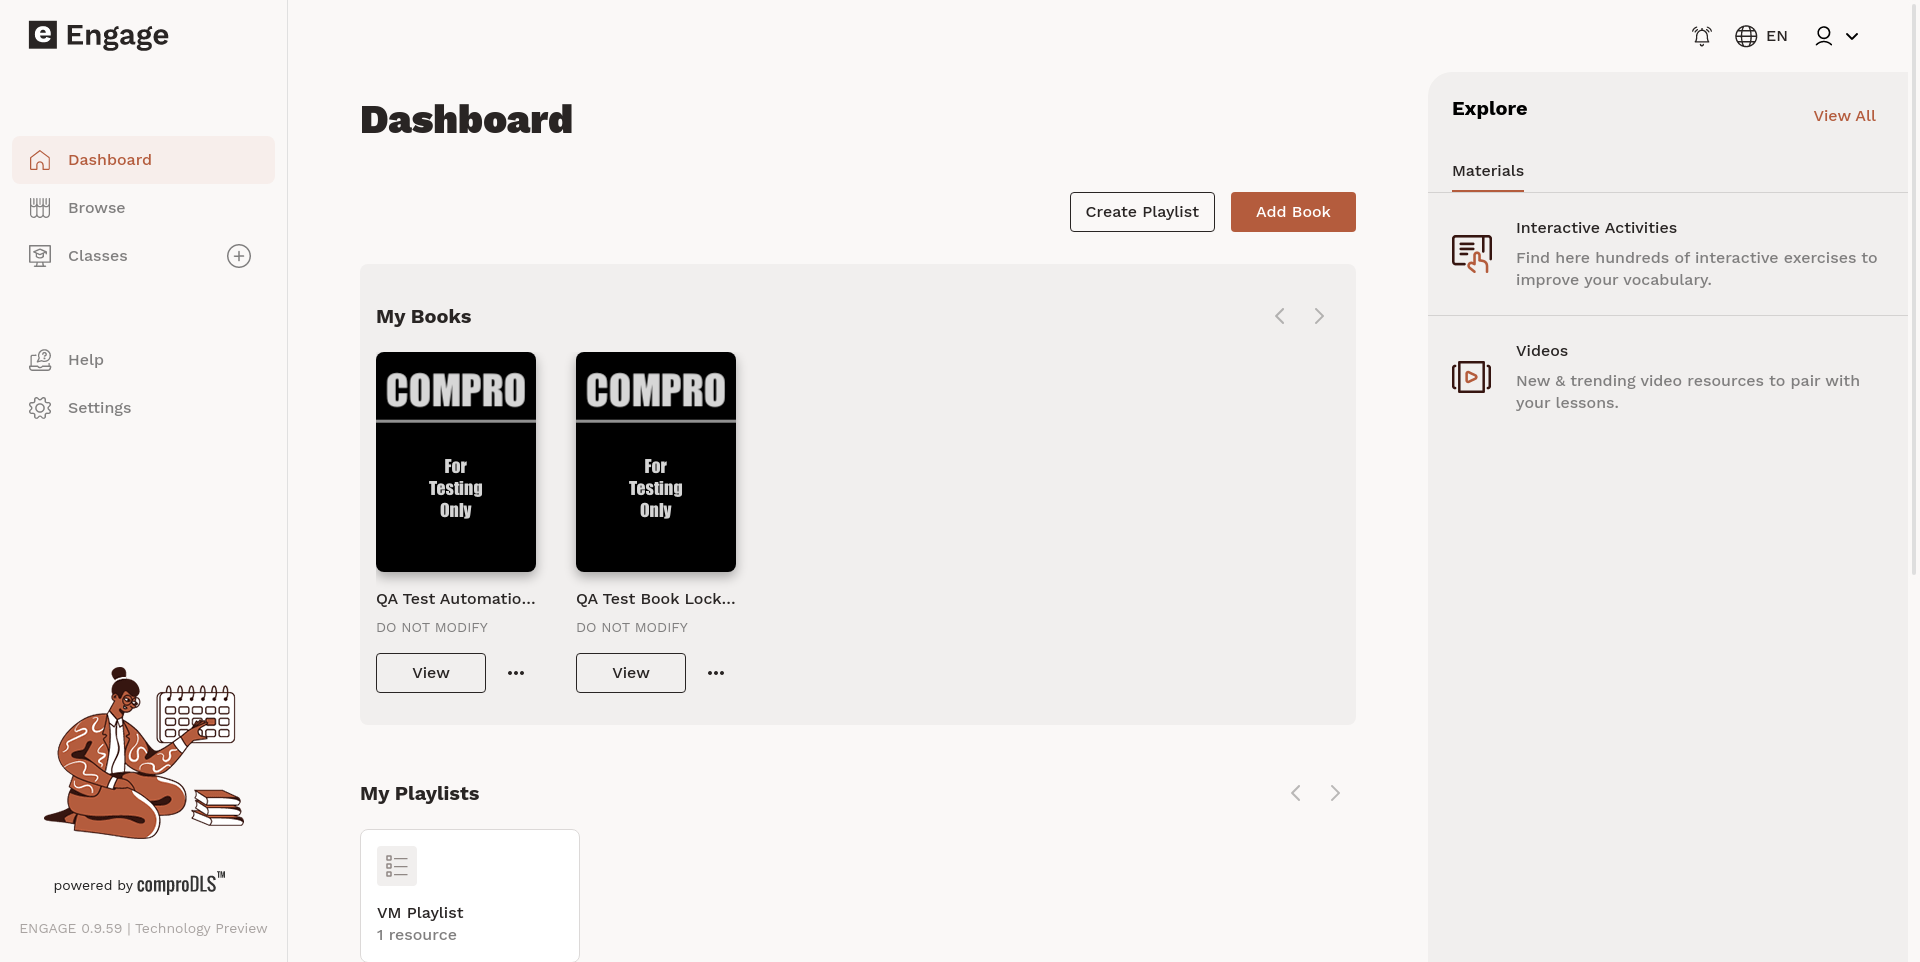 e Engage
EN
Dashboard
Browse
Classes
Help
Settings
powered by comproDLS™
ENGAGE 0.9.59 | Technology Preview
Dashboard
Create Playlist
Add Book
My Books
COMPRO
For
Testing
Only
QA Test Automatio...
DO NOT MODIFY
View
COMPRO
For
Testing
Only
QA Test Book Lock...
DO NOT MODIFY
View
My Playlists
VM Playlist
1 resource
Explore
View All
Materials
Interactive Activities
Find here hundreds of interactive exercises to
improve your vocabulary.
Videos
New & trending video resources to pair with
your lessons.